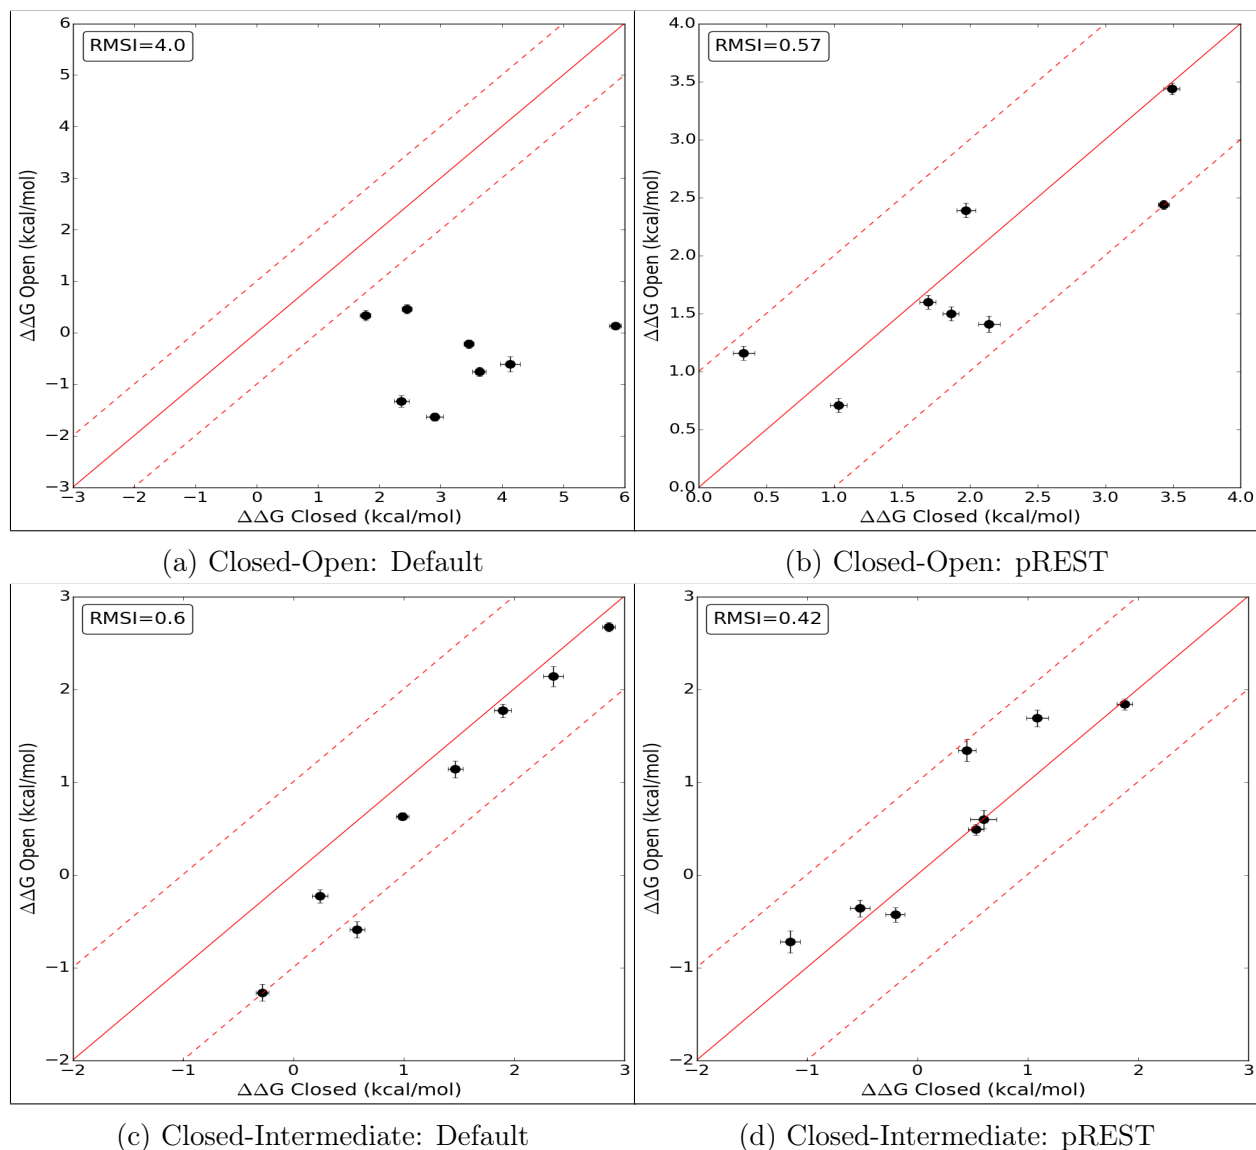 RMSI=4.0
6
5
4
3
2
1
0
−1
−2
−3
ΔΔG Open (kcal/mol)
−3 −2 −1 0 1 2 3 4 5 6
ΔΔG Closed (kcal/mol)
(a) Closed-Open: Default
RMSI=0.57
4.0
3.5
3.0
2.5
2.0
1.5
1.0
0.5
0.0
ΔΔG Open (kcal/mol)
0.0 0.5 1.0 1.5 2.0 2.5 3.0 3.5 4.0
ΔΔG Closed (kcal/mol)
(b) Closed-Open: pREST
RMSI=0.6
3
2
1
0
−1
−2
ΔΔG Open (kcal/mol)
−2 −1 0 1 2 3
ΔΔG Closed (kcal/mol)
(c) Closed-Intermediate: Default
RMSI=0.42
3
2
1
0
−1
−2
ΔΔG Open (kcal/mol)
−2 −1 0 1 2 3
ΔΔG Closed (kcal/mol)
(d) Closed-Intermediate: pREST